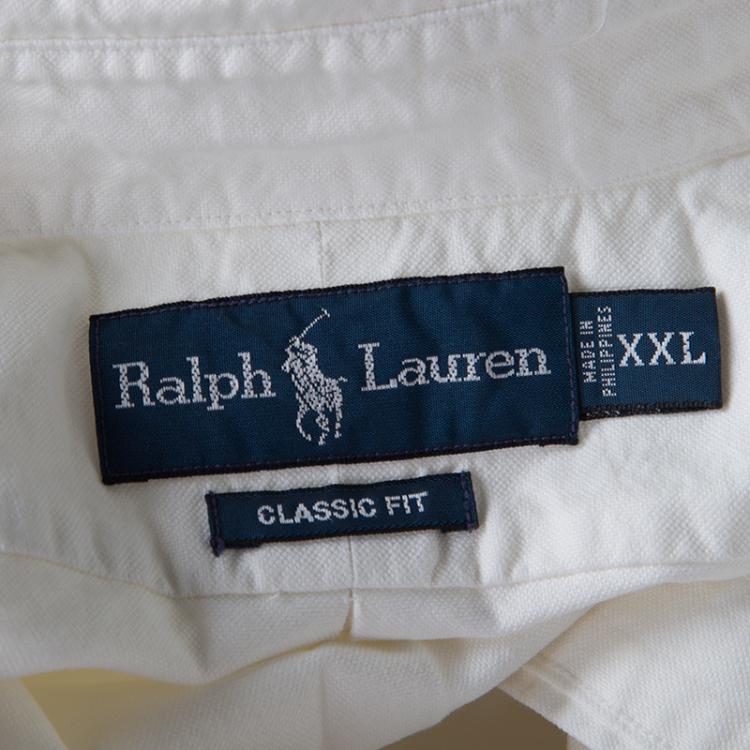 Ralph Lauren
MADE IN
PHILIPPINES
XXL
CLASSIC FIT